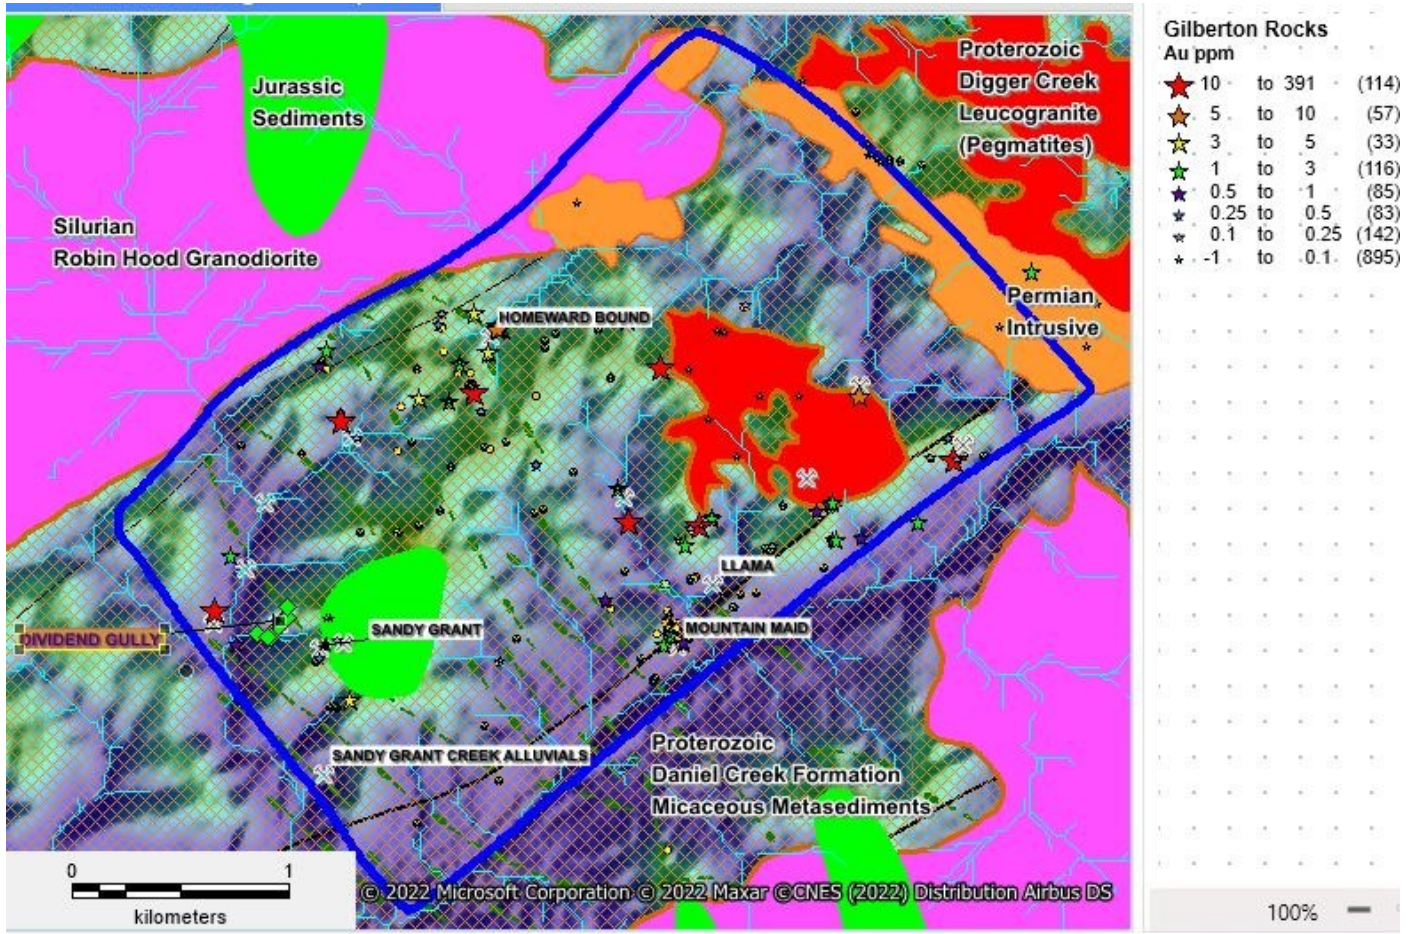 Jurassic
Sediments
Silurian
Robin Hood Granodiorite
Proterozoic
Digger Creek
Leucogranite
(Pegmatites)
Permian
Intrusive
HOMEWARD BOUND
LLAMA
MOUNTAIN MAID
DIVIDEND GULLY
SANDY GRANT
SANDY GRANT CREEK ALLUVIALS
Proterozoic
Daniel Creek Formation
Micaceous Metasediments
0 1
kilometers
© 2022 Microsoft Corporation © 2022 Maxar ©CNES (2022) Distribution Airbus DS
Gilberton Rocks
Au ppm
10 to 391 (114)
5 to 10 (57)
3 to 5 (33)
1 to 3 (116)
0.5 to 1 (85)
0.25 to 0.5 (83)
0.1 to 0.25 (142)
-1 to 0.1 (895)
100%